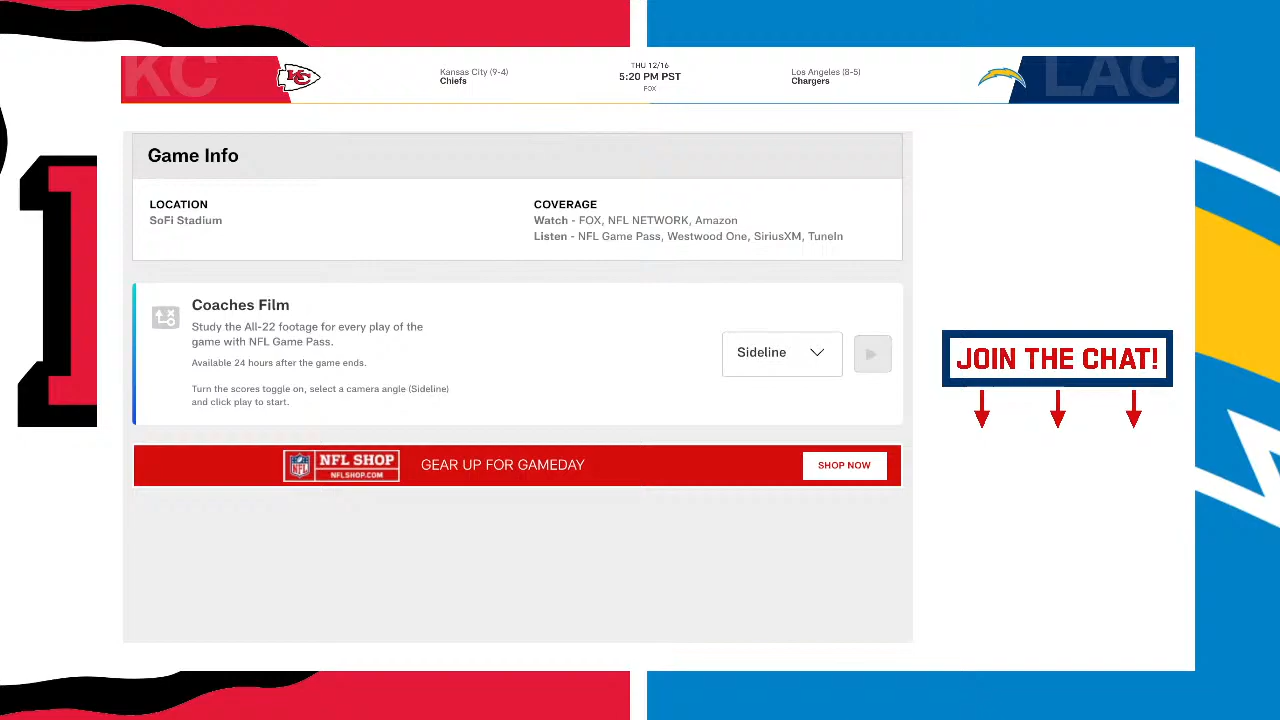 KC
KC
Kansas City (9-4)
Chiefs
THU 12/16
5:20 PM PST
FOX
Los Angeles (8-5)
Chargers
LAC
Game Info
LOCATION
SoFi Stadium
COVERAGE
Watch - FOX, NFL NETWORK, Amazon
Listen - NFL Game Pass, Westwood One, SiriusXM, TuneIn
Coaches Film
Study the All-22 footage for every play of the
game with NFL Game Pass.
Available 24 hours after the game ends.
Turn the scores toggle on, select a camera angle (Sideline)
and click play to start.
Sideline
JOIN THE CHAT!
NFL
NFL SHOP
NFLSHOP.COM
GEAR UP FOR GAMEDAY
SHOP NOW